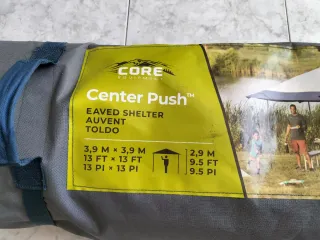 CORE
EQUIPMENT
Center Push™
EAVED SHELTER
AUVENT
TOLDO
3,9 M × 3,9 M
13 FT × 13 FT
13 PI × 13 PI
2,9 M
9.5 FT
9.5 PI